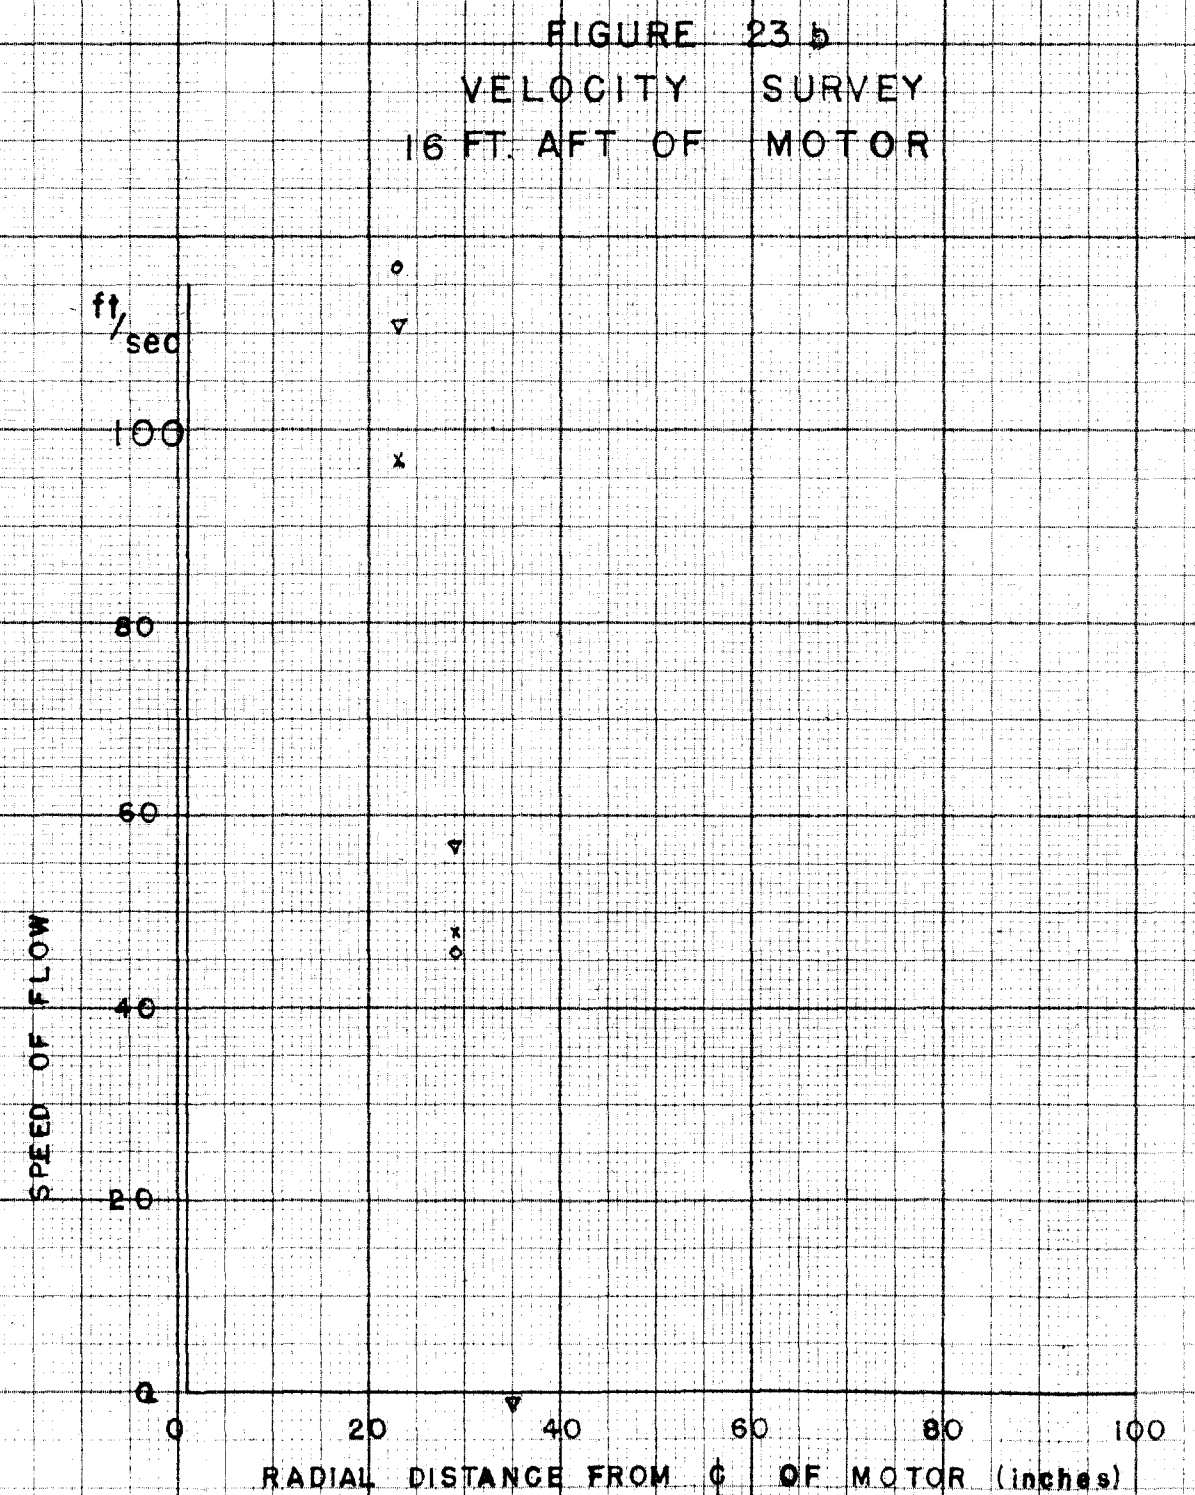 FIGURE 23 b
VELOCITY SURVEY
16 FT. AFT OF MOTOR
ft/sec
100
80
60
40
20
0
SPEED OF FLOW
0 20 40 60 80 100
RADIAL DISTANCE FROM ℄ OF MOTOR (inches)